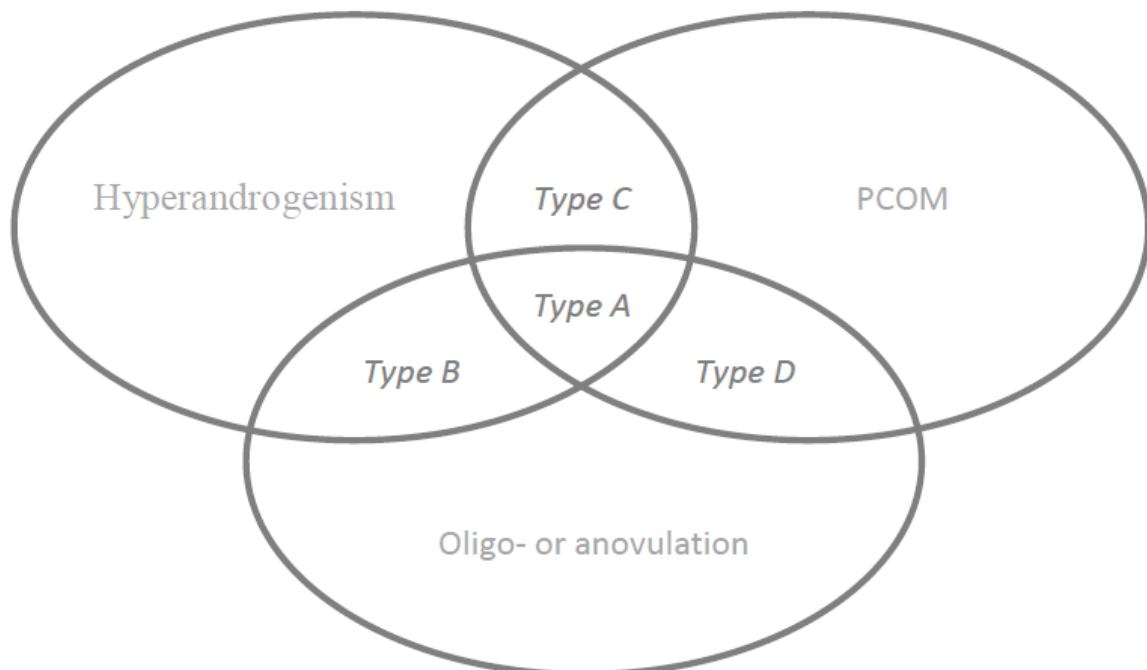 Hyperandrogenism
Type C
PCOM
Type A
Type B
Type D
Oligo- or anovulation